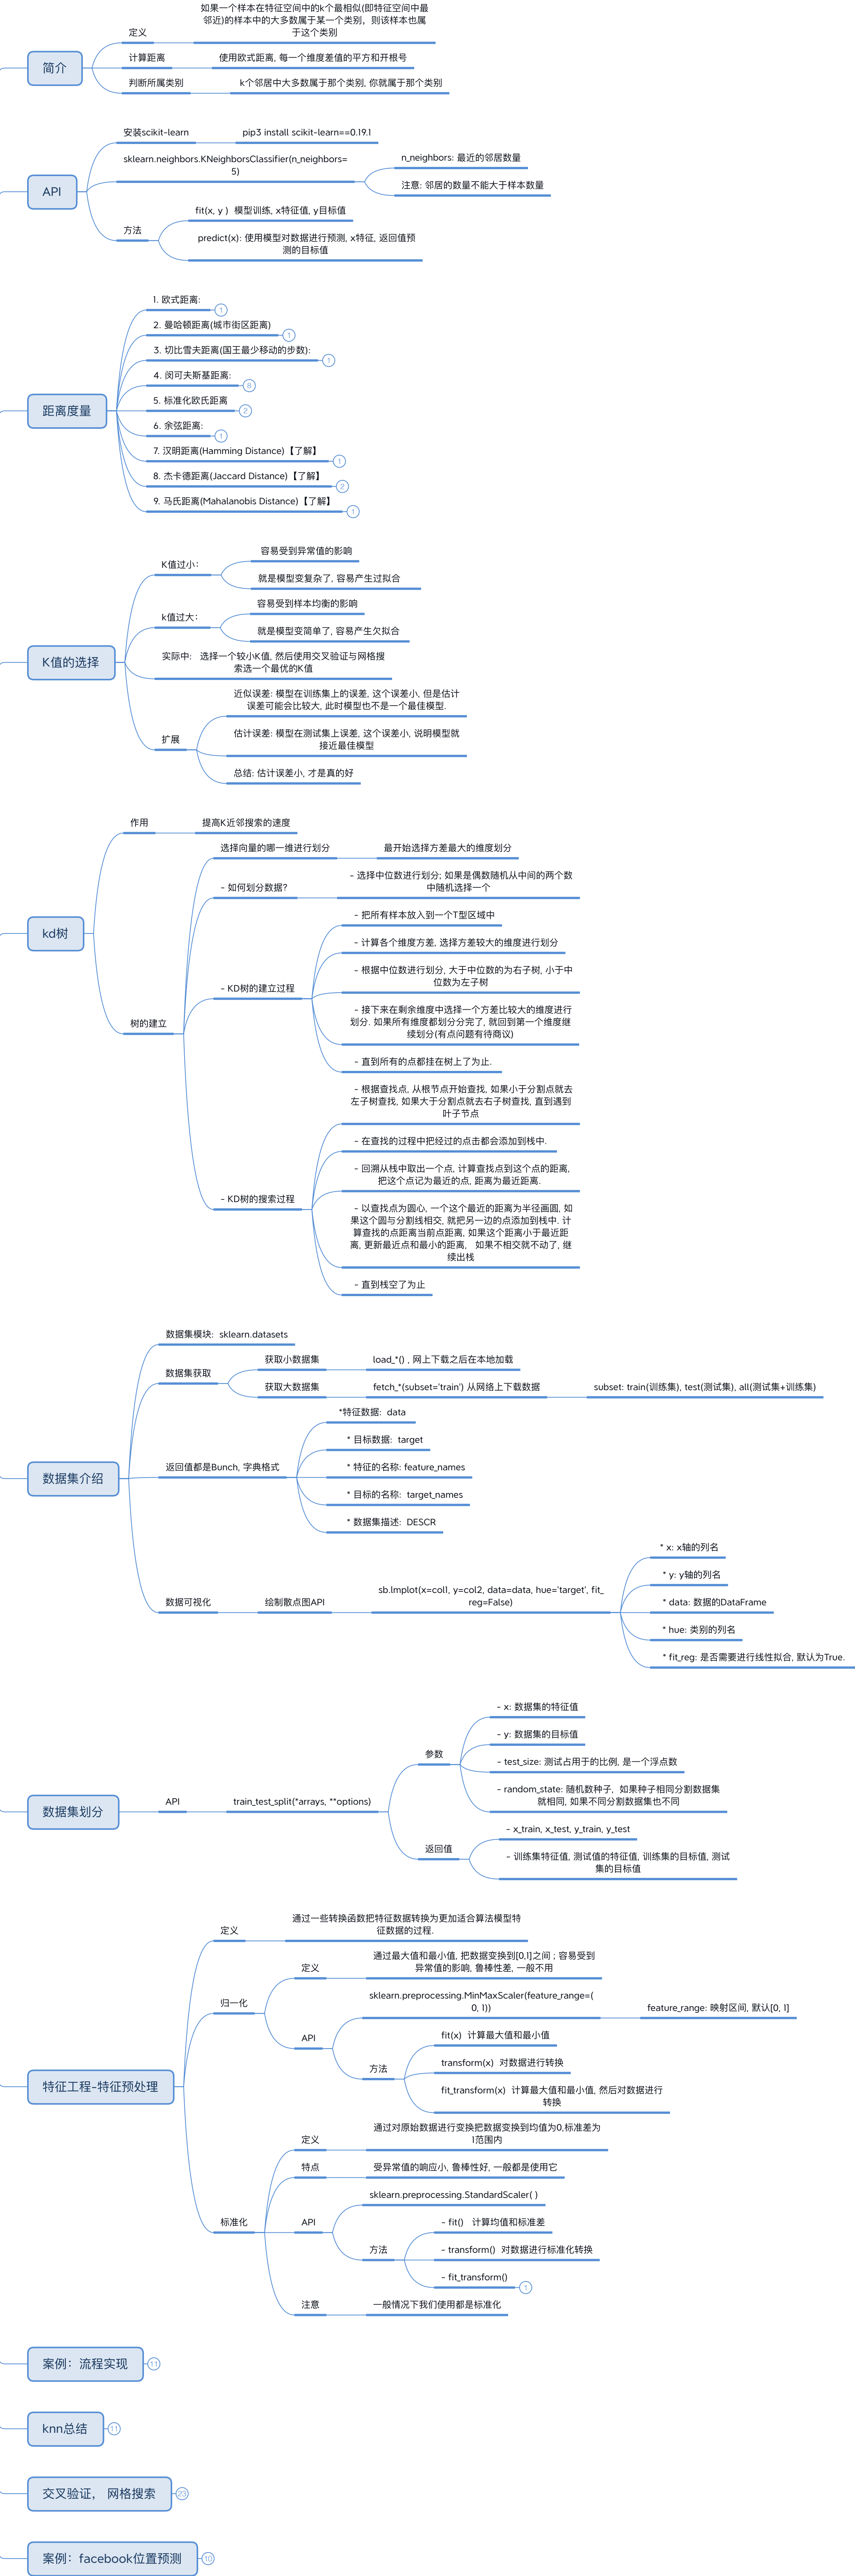 简介
定义
如果一个样本在特征空间中的k个最相似(即特征空间中最
邻近)的样本中的大多数属于某一个类别，则该样本也属
于这个类别
计算距离
使用欧式距离, 每一个维度差值的平方和开根号
判断所属类别
k个邻居中大多数属于那个类别, 你就属于那个类别
API
安装scikit-learn
pip3 install scikit-learn==0.19.1
sklearn.neighbors.KNeighborsClassifier(n_neighbors=
5)
n_neighbors: 最近的邻居数量
注意: 邻居的数量不能大于样本数量
方法
fit(x, y ) 模型训练, x特征值, y目标值
predict(x): 使用模型对数据进行预测, x特征, 返回值预
测的目标值
距离度量
1. 欧式距离:
1
2. 曼哈顿距离(城市街区距离)
1
3. 切比雪夫距离(国王最少移动的步数):
1
4. 闵可夫斯基距离:
8
5. 标准化欧氏距离
2
6. 余弦距离:
1
7. 汉明距离(Hamming Distance)【了解】
1
8. 杰卡德距离(Jaccard Distance)【了解】
2
9. 马氏距离(Mahalanobis Distance)【了解】
1
K值的选择
K值过小：
容易受到异常值的影响
就是模型变复杂了, 容易产生过拟合
k值过大：
容易受到样本均衡的影响
就是模型变简单了, 容易产生欠拟合
实际中: 选择一个较小K值, 然后使用交叉验证与网格搜
索选一个最优的K值
扩展
近似误差: 模型在训练集上的误差, 这个误差小, 但是估计
误差可能会比较大, 此时模型也不是一个最佳模型.
估计误差: 模型在测试集上误差, 这个误差小, 说明模型就
接近最佳模型
总结: 估计误差小, 才是真的好
kd树
作用
提高K近邻搜索的速度
树的建立
选择向量的哪一维进行划分
最开始选择方差最大的维度划分
- 如何划分数据?
- 选择中位数进行划分; 如果是偶数随机从中间的两个数
中随机选择一个
- KD树的建立过程
- 把所有样本放入到一个T型区域中
- 计算各个维度方差, 选择方差较大的维度进行划分
- 根据中位数进行划分, 大于中位数的为右子树, 小于中
位数为左子树
- 接下来在剩余维度中选择一个方差比较大的维度进行
划分. 如果所有维度都划分分完了, 就回到第一个维度继
续划分(有点问题有待商议)
- 直到所有的点都挂在树上了为止.
- KD树的搜索过程
- 根据查找点, 从根节点开始查找, 如果小于分割点就去
左子树查找, 如果大于分割点就去右子树查找, 直到遇到
叶子节点
- 在查找的过程中把经过的点击都会添加到栈中.
- 回溯从栈中取出一个点, 计算查找点到这个点的距离,
把这个点记为最近的点, 距离为最近距离.
- 以查找点为圆心, 一个这个最近的距离为半径画圆, 如
果这个圆与分割线相交, 就把另一边的点添加到栈中. 计
算查找的点距离当前点距离, 如果这个距离小于最近距
离, 更新最近点和最小的距离, 如果不相交就不动了, 继
续出栈
- 直到栈空了为止
数据集介绍
数据集模块: sklearn.datasets
数据集获取
获取小数据集
load_*() , 网上下载之后在本地加载
获取大数据集
fetch_*(subset='train') 从网络上下载数据
subset: train(训练集), test(测试集), all(测试集+训练集)
返回值都是Bunch, 字典格式
*特征数据: data
* 目标数据: target
* 特征的名称: feature_names
* 目标的名称: target_names
* 数据集描述: DESCR
数据可视化
绘制散点图API
sb.lmplot(x=col1, y=col2, data=data, hue='target', fit_
reg=False)
* x: x轴的列名
* y: y轴的列名
* data: 数据的DataFrame
* hue: 类别的列名
* fit_reg: 是否需要进行线性拟合, 默认为True.
数据集划分
API
train_test_split(*arrays, **options)
参数
- x: 数据集的特征值
- y: 数据集的目标值
- test_size: 测试占用于的比例, 是一个浮点数
- random_state: 随机数种子, 如果种子相同分割数据集
就相同, 如果不同分割数据集也不同
返回值
- x_train, x_test, y_train, y_test
- 训练集特征值, 测试值的特征值, 训练集的目标值, 测试
集的目标值
特征工程-特征预处理
定义
通过一些转换函数把特征数据转换为更加适合算法模型特
征数据的过程.
归一化
定义
通过最大值和最小值, 把数据变换到[0,1]之间 ; 容易受到
异常值的影响, 鲁棒性差, 一般不用
API
sklearn.preprocessing.MinMaxScaler(feature_range=(
0, 1))
feature_range: 映射区间, 默认[0, 1]
方法
fit(x) 计算最大值和最小值
transform(x) 对数据进行转换
fit_transform(x) 计算最大值和最小值, 然后对数据进行
转换
标准化
定义
通过对原始数据进行变换把数据变换到均值为0,标准差为
1范围内
特点
受异常值的响应小, 鲁棒性好, 一般都是使用它
API
sklearn.preprocessing.StandardScaler( )
方法
- fit() 计算均值和标准差
- transform() 对数据进行标准化转换
- fit_transform()
1
注意
一般情况下我们使用都是标准化
案例：流程实现
11
knn总结
11
交叉验证， 网格搜索
23
案例：facebook位置预测
10